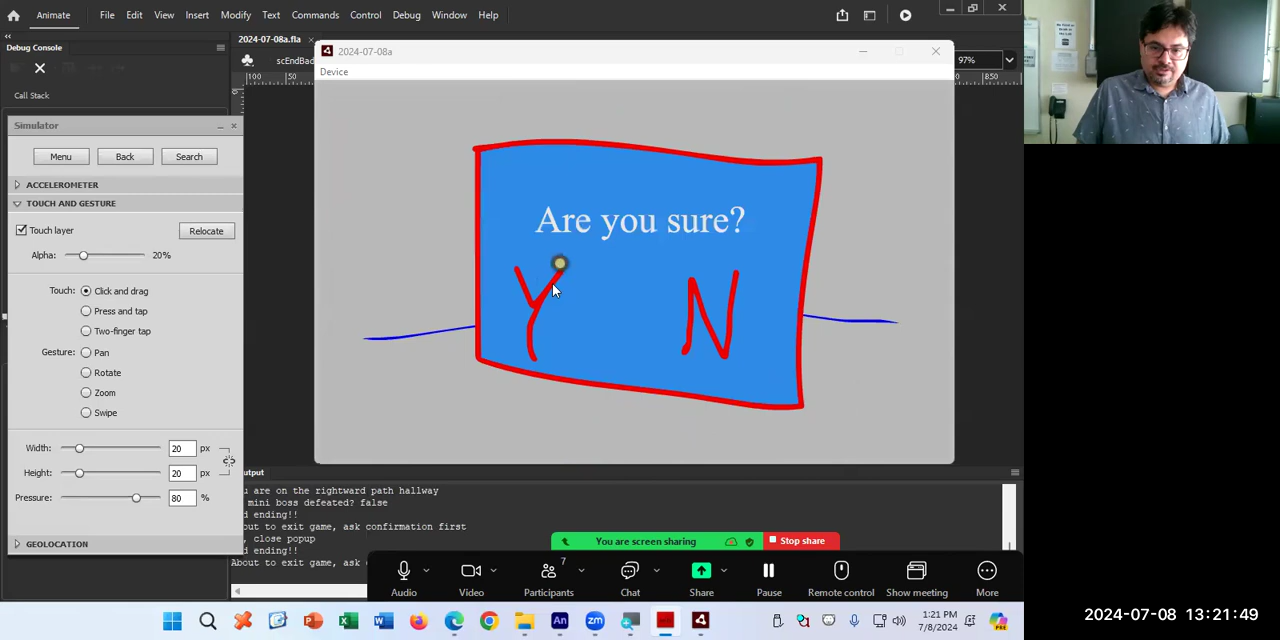 Animate File Edit View Insert Modify Text Commands Control Debug Window Help
Debug Console
2024-07-08a.fla
scEndBad
97%
100 50
850
Call Stack
2024-07-08a
Device
Simulator
Menu Back Search
ACCELEROMETER
TOUCH AND GESTURE
Touch layer Relocate
Alpha: 20%
Touch: Click and drag
Press and tap
Two-finger tap
Gesture: Pan
Rotate
Zoom
Swipe
Width: 20 px
Height: 20 px
Pressure: 80 %
GEOLOCATION
Are you sure?
Y N
utput
u are on the rightward path hallway
mini boss defeated? false
d ending!!
out to exit game, ask confirmation first
, close popup
d ending!!
About to exit game, ask
You are screen sharing Stop share
Audio Video Participants 7 Chat Share Pause Remote control Show meeting More
1:21 PM
7/8/2024
2024-07-08 13:21:49